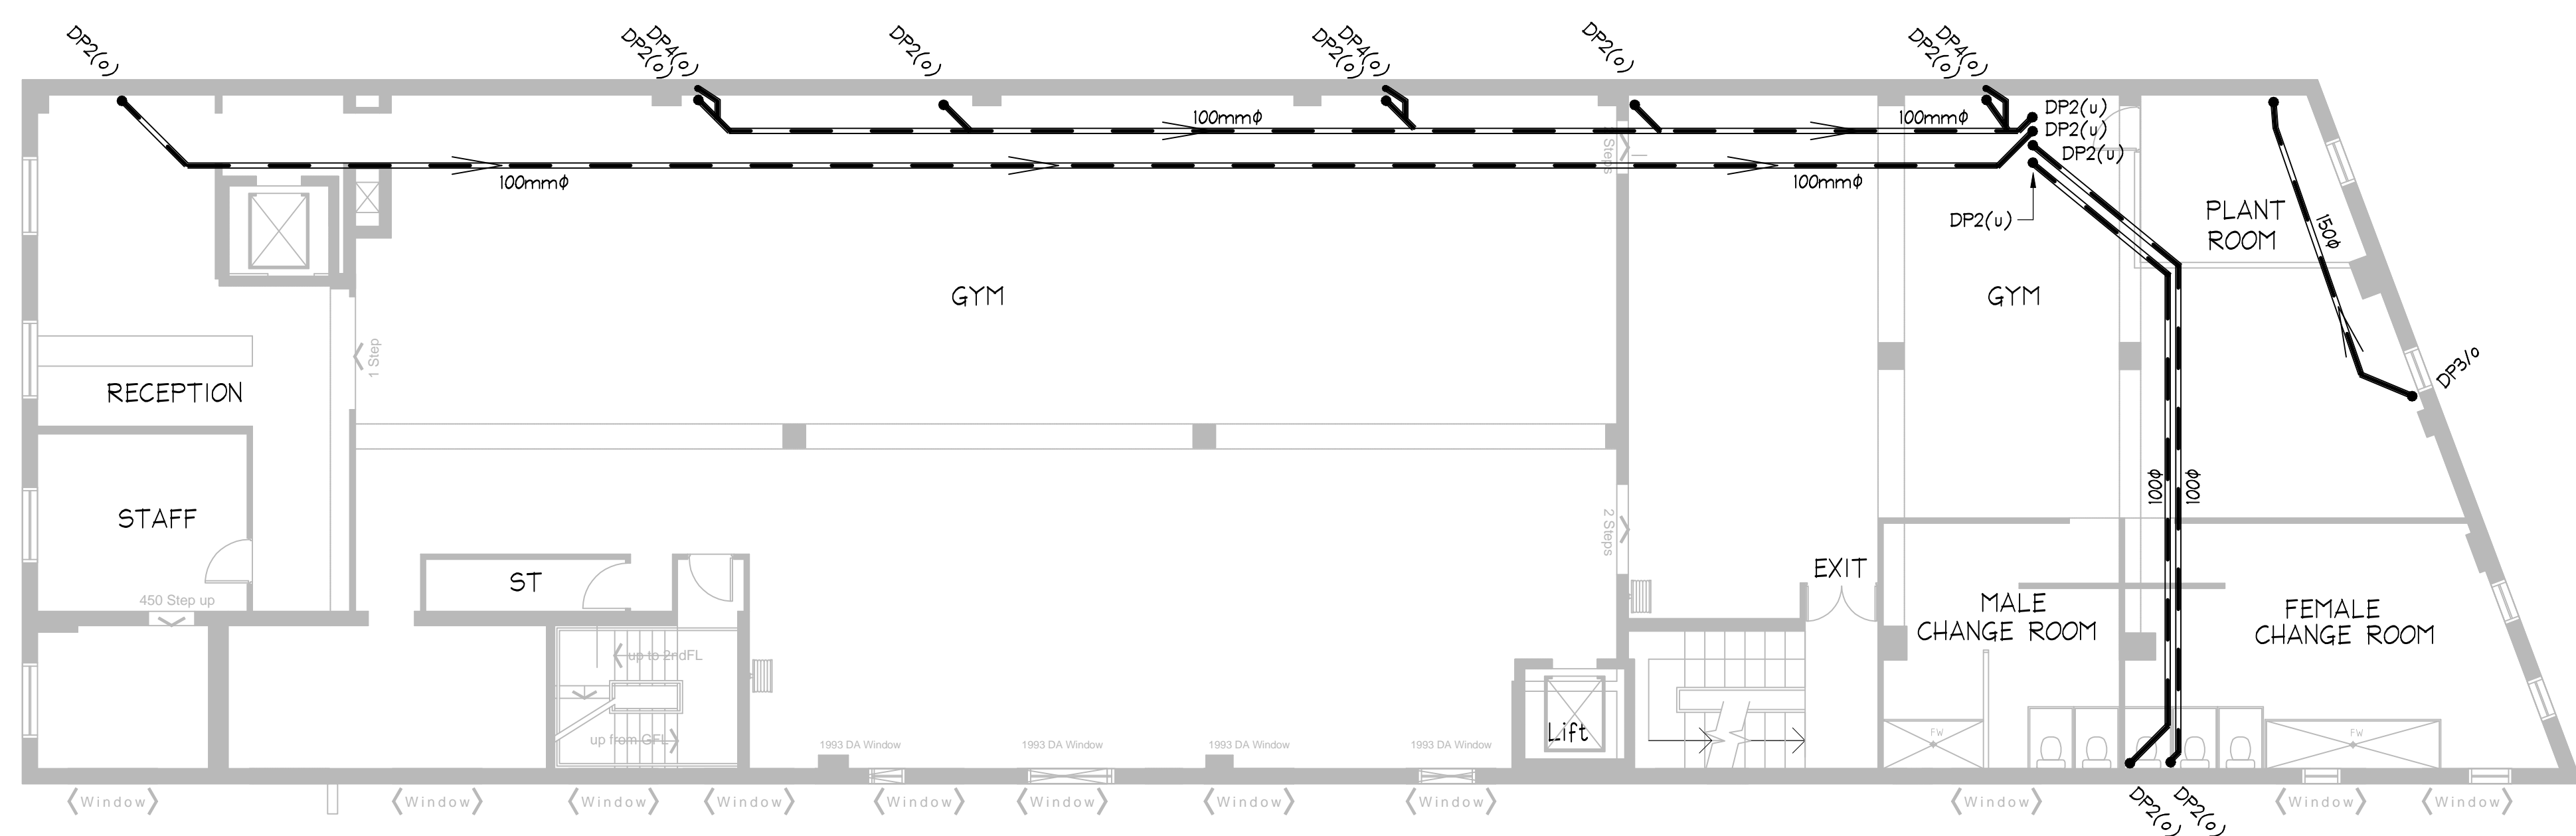 DP2(o)
DP4(o)
DP2(o)
DP2(o)
DP4(o)
DP2(o)
DP2(o)
DP4(o)
DP2(o)
100mmϕ
100mmϕ
DP2(u)
DP2(u)
DP2(u)
Steps
100mmϕ
100mmϕ
DP2(u)
PLANT
ROOM
150ϕ
GYM
GYM
1 Step
DP3/o
RECEPTION
100ϕ
100ϕ
STAFF
2 Steps
ST
EXIT
450 Step up
MALE
CHANGE ROOM
FEMALE
CHANGE ROOM
up to 2ndFL
up from GFL
Lift
FW
FW
1993 DA Window
1993 DA Window
1993 DA Window
1993 DA Window
Window
Window
Window
Window
Window
Window
Window
Window
Window
Window
Window
DP2(o)
DP2(o)